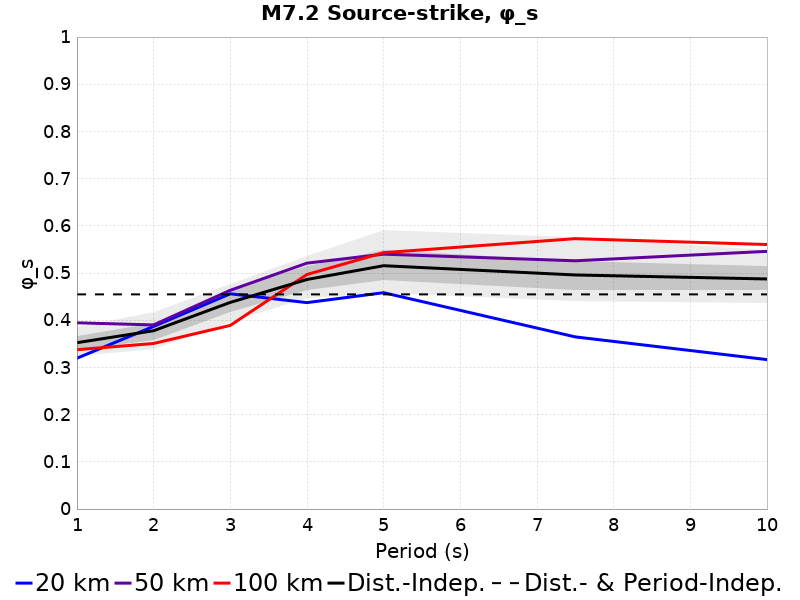 M7.2 Source-strike, φ_s
1
0.9
0.8
0.7
0.6
0.5
0.4
0.3
0.2
0.1
0
φ_s
1 2 3 4 5 6 7 8 9 10
Period (s)
20 km 50 km 100 km Dist.-Indep. Dist.- & Period-Indep.